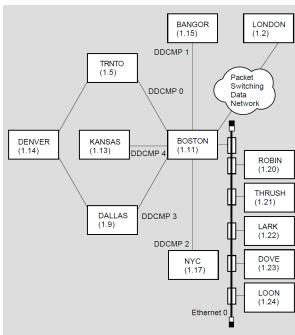 BANGOR
(1.15)
LONDON
(1.2)
DDCMP 1
TRNTO
(1.5)
Packet
Switching
Data
Network
DDCMP 0
DENVER
(1.14)
KANSAS
(1.13)
BOSTON
(1.11)
DDCMP 4
ROBIN
(1.20)
THRUSH
(1.21)
DALLAS
(1.9)
DDCMP 3
LARK
(1.22)
DDCMP 2
NYC
(1.17)
DOVE
(1.23)
LOON
(1.24)
Ethernet 0